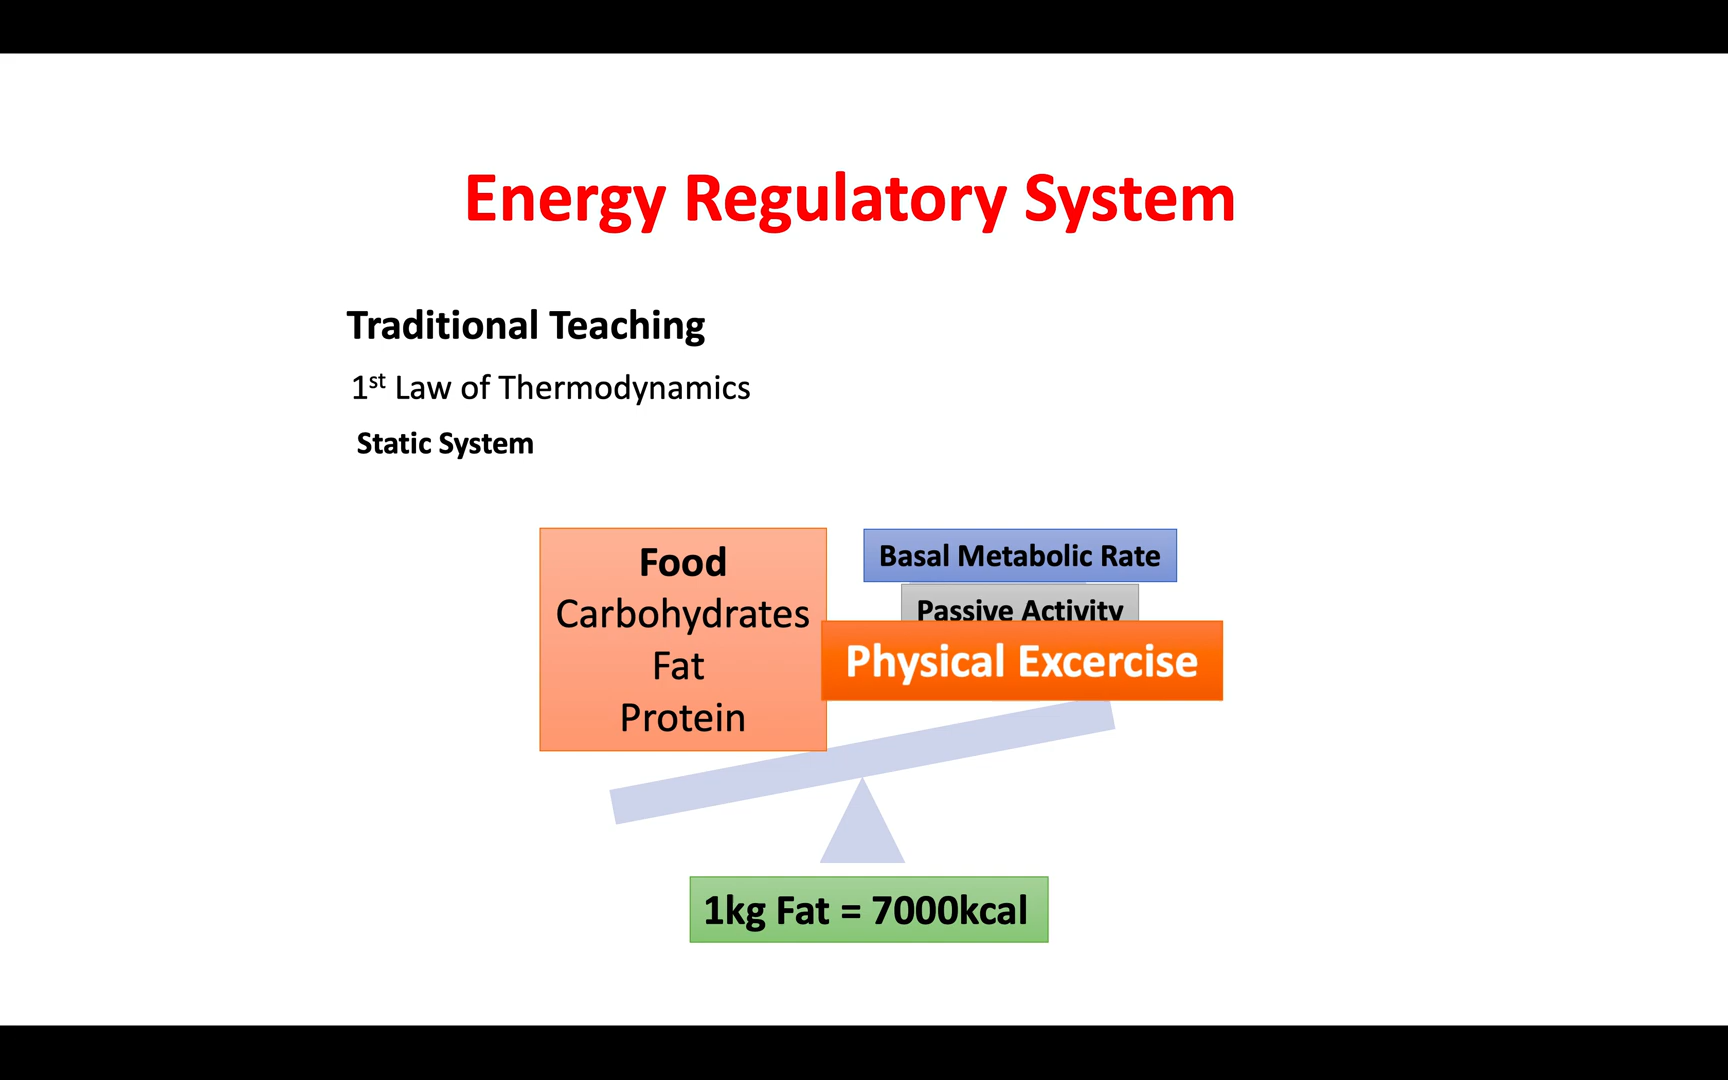 Energy Regulatory System
Traditional Teaching
1st Law of Thermodynamics
Static System
Food
Carbohydrates
Fat
Protein
Basal Metabolic Rate
Passive Activity
Physical Excercise
1kg Fat = 7000kcal